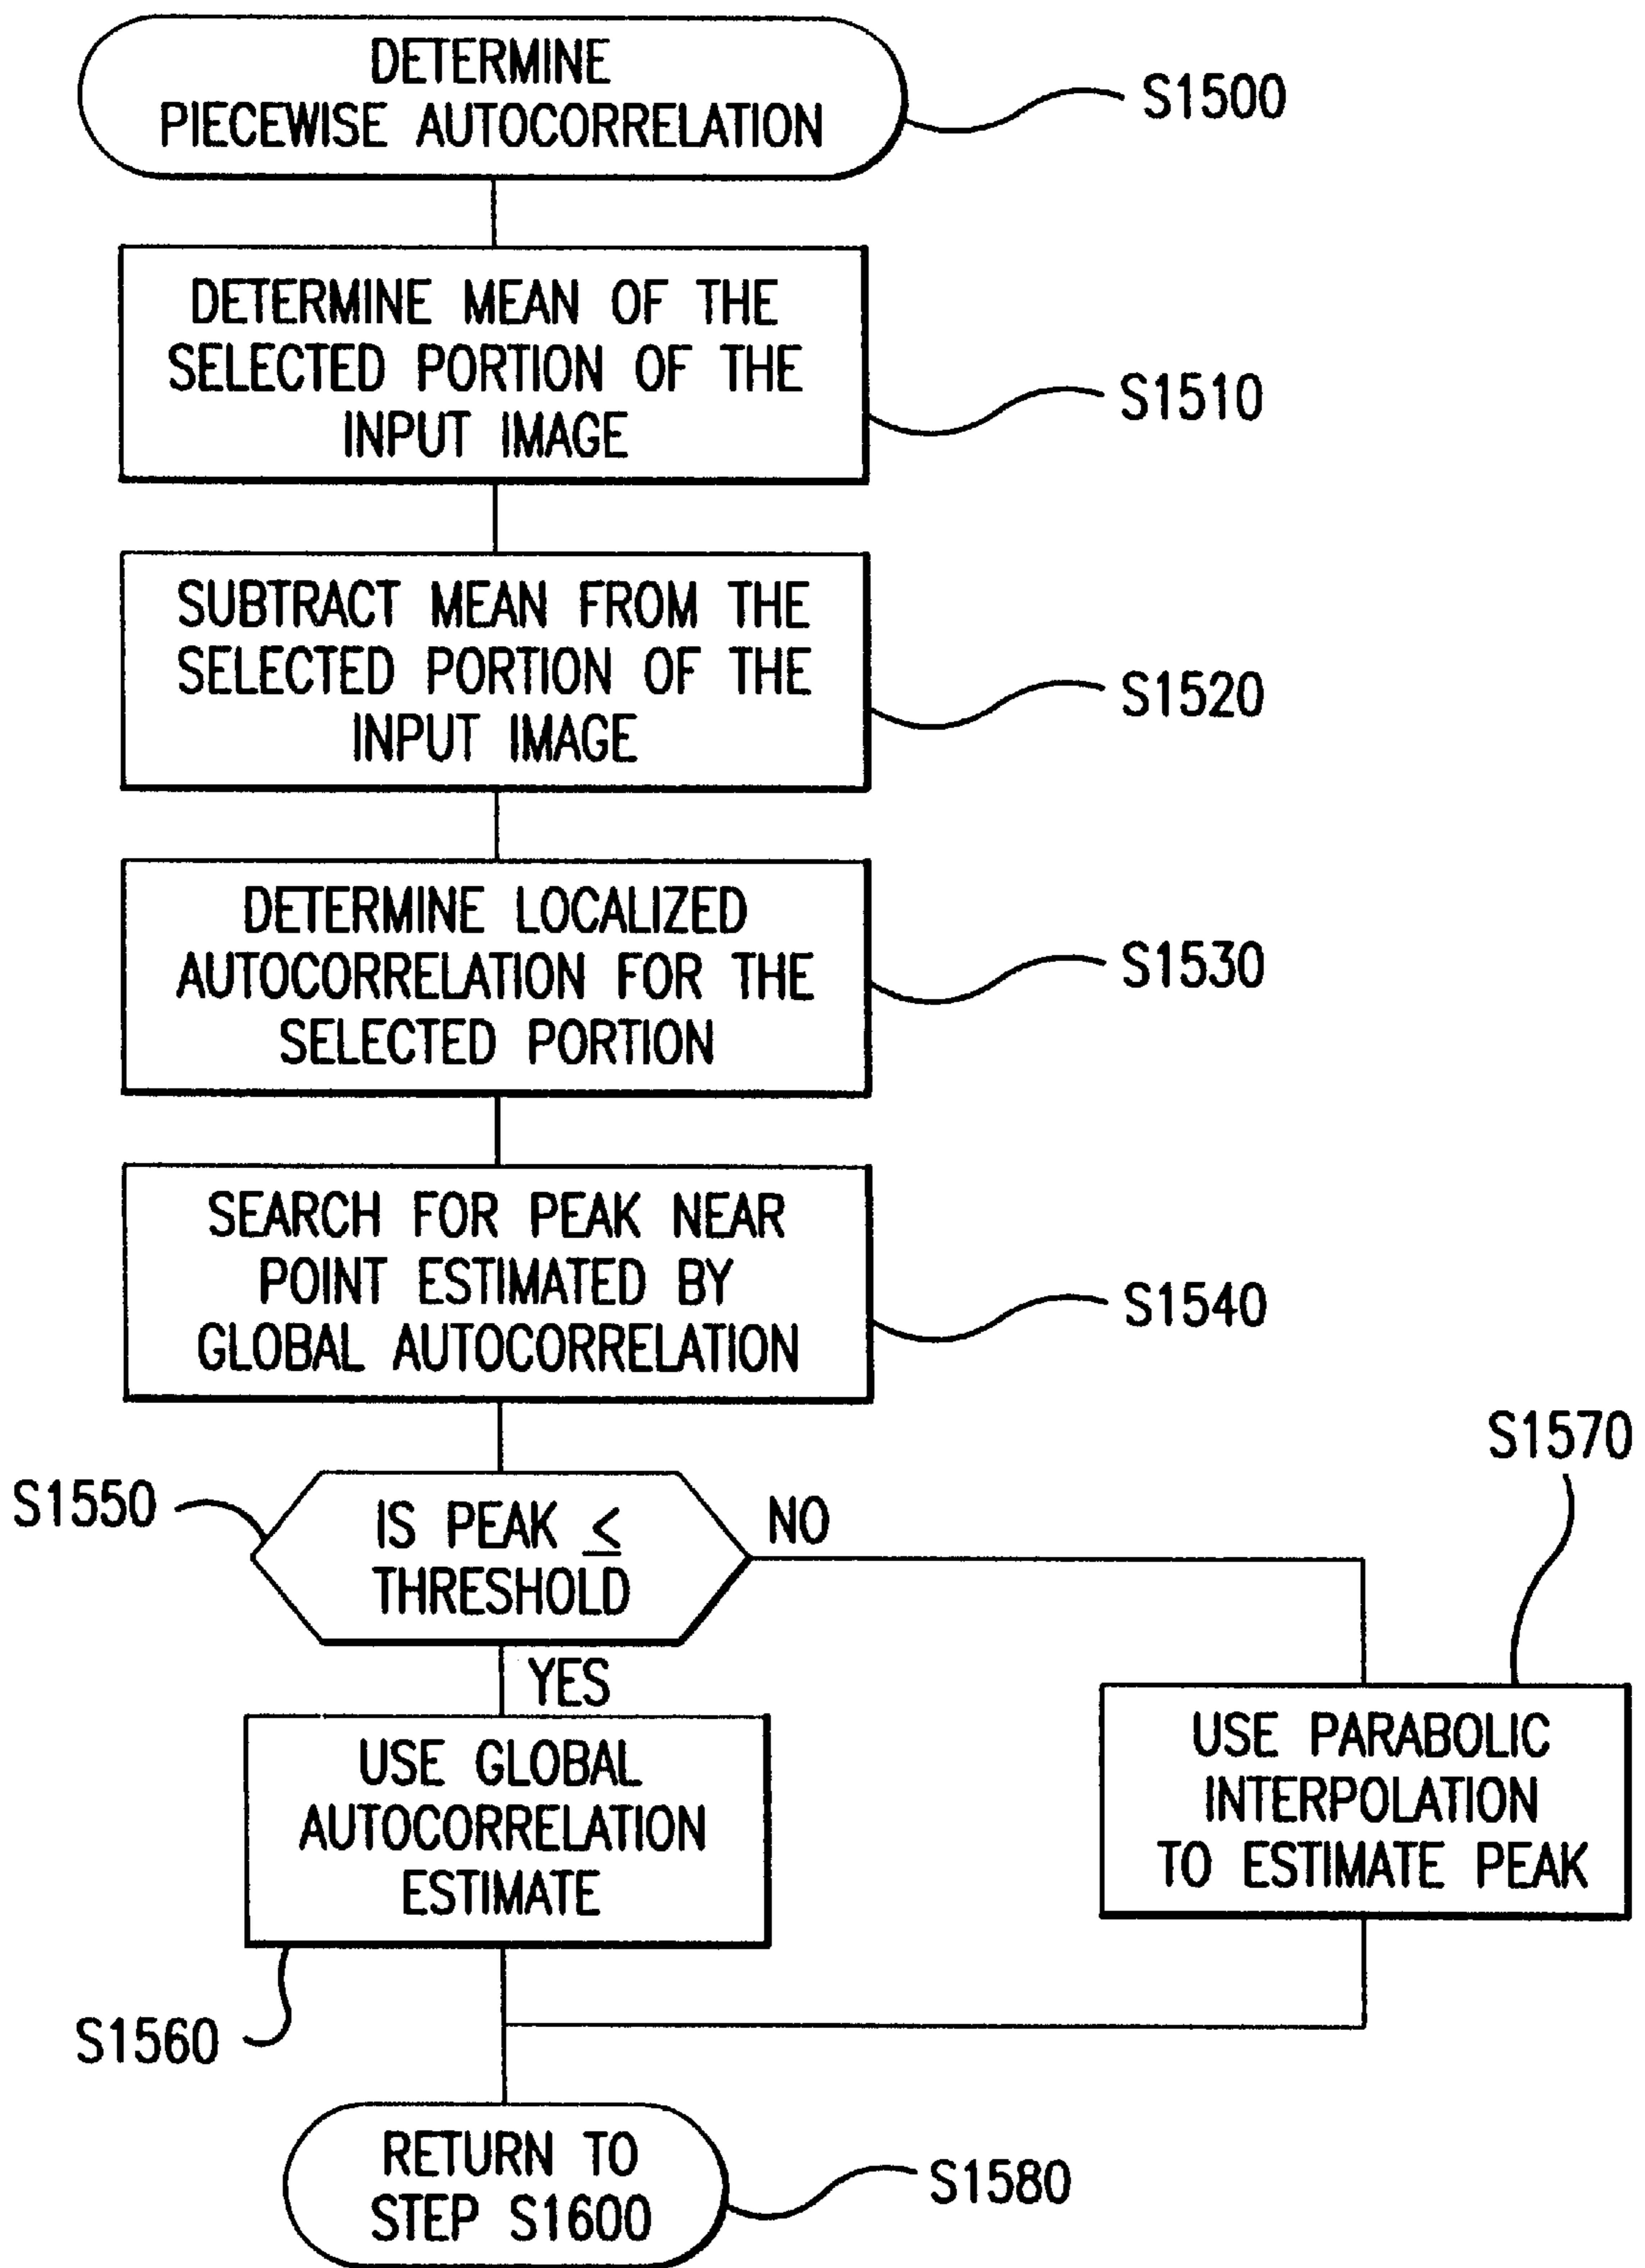 DETERMINE
PIECEWISE AUTOCORRELATION
S1500
DETERMINE MEAN OF THE
SELECTED PORTION OF THE
INPUT IMAGE
S1510
SUBTRACT MEAN FROM THE
SELECTED PORTION OF THE
INPUT IMAGE
S1520
DETERMINE LOCALIZED
AUTOCORRELATION FOR THE
SELECTED PORTION
S1530
SEARCH FOR PEAK NEAR
POINT ESTIMATED BY
GLOBAL AUTOCORRELATION
S1540
S1550
IS PEAK ≤
THRESHOLD
NO
S1570
YES
USE GLOBAL
AUTOCORRELATION
ESTIMATE
S1560
USE PARABOLIC
INTERPOLATION
TO ESTIMATE PEAK
RETURN TO
STEP S1600
S1580